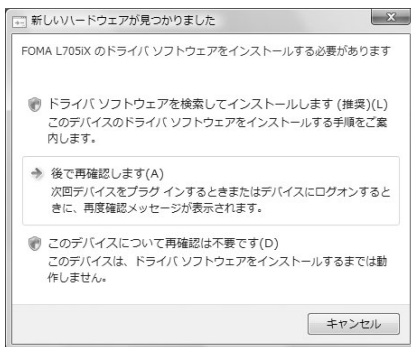 新しいハードウェアが見つかりました
FOMA L705iX のドライバ ソフトウェアをインストールする必要があります
ドライバ ソフトウェアを検索してインストールします (推奨)(L)
このデバイスのドライバ ソフトウェアをインストールする手順をご案
内します。
後で再確認します(A)
次回デバイスをプラグ インするときまたはデバイスにログオンすると
きに、再度確認メッセージが表示されます。
このデバイスについて再確認は不要です(D)
このデバイスは、ドライバ ソフトウェアをインストールするまでは動
作しません。
キャンセル